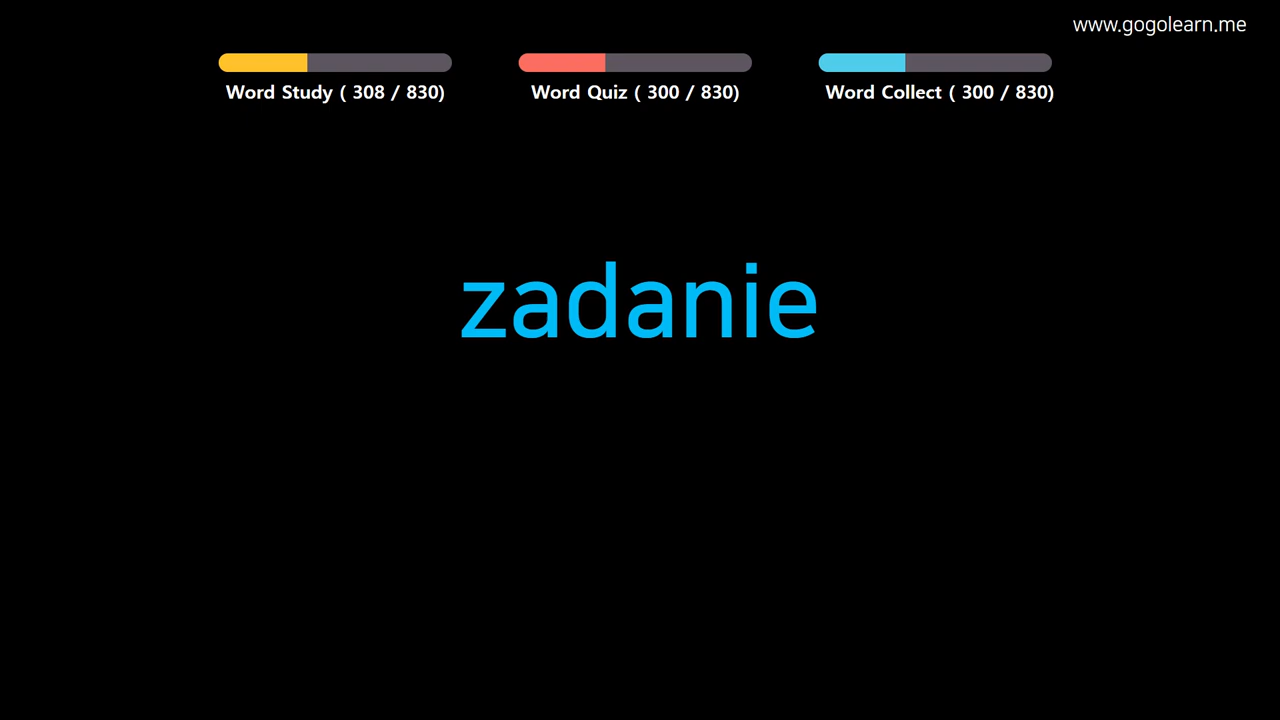 www.gogolearn.me
Word Study ( 308 / 830)
Word Quiz ( 300 / 830)
Word Collect ( 300 / 830)
zadanie